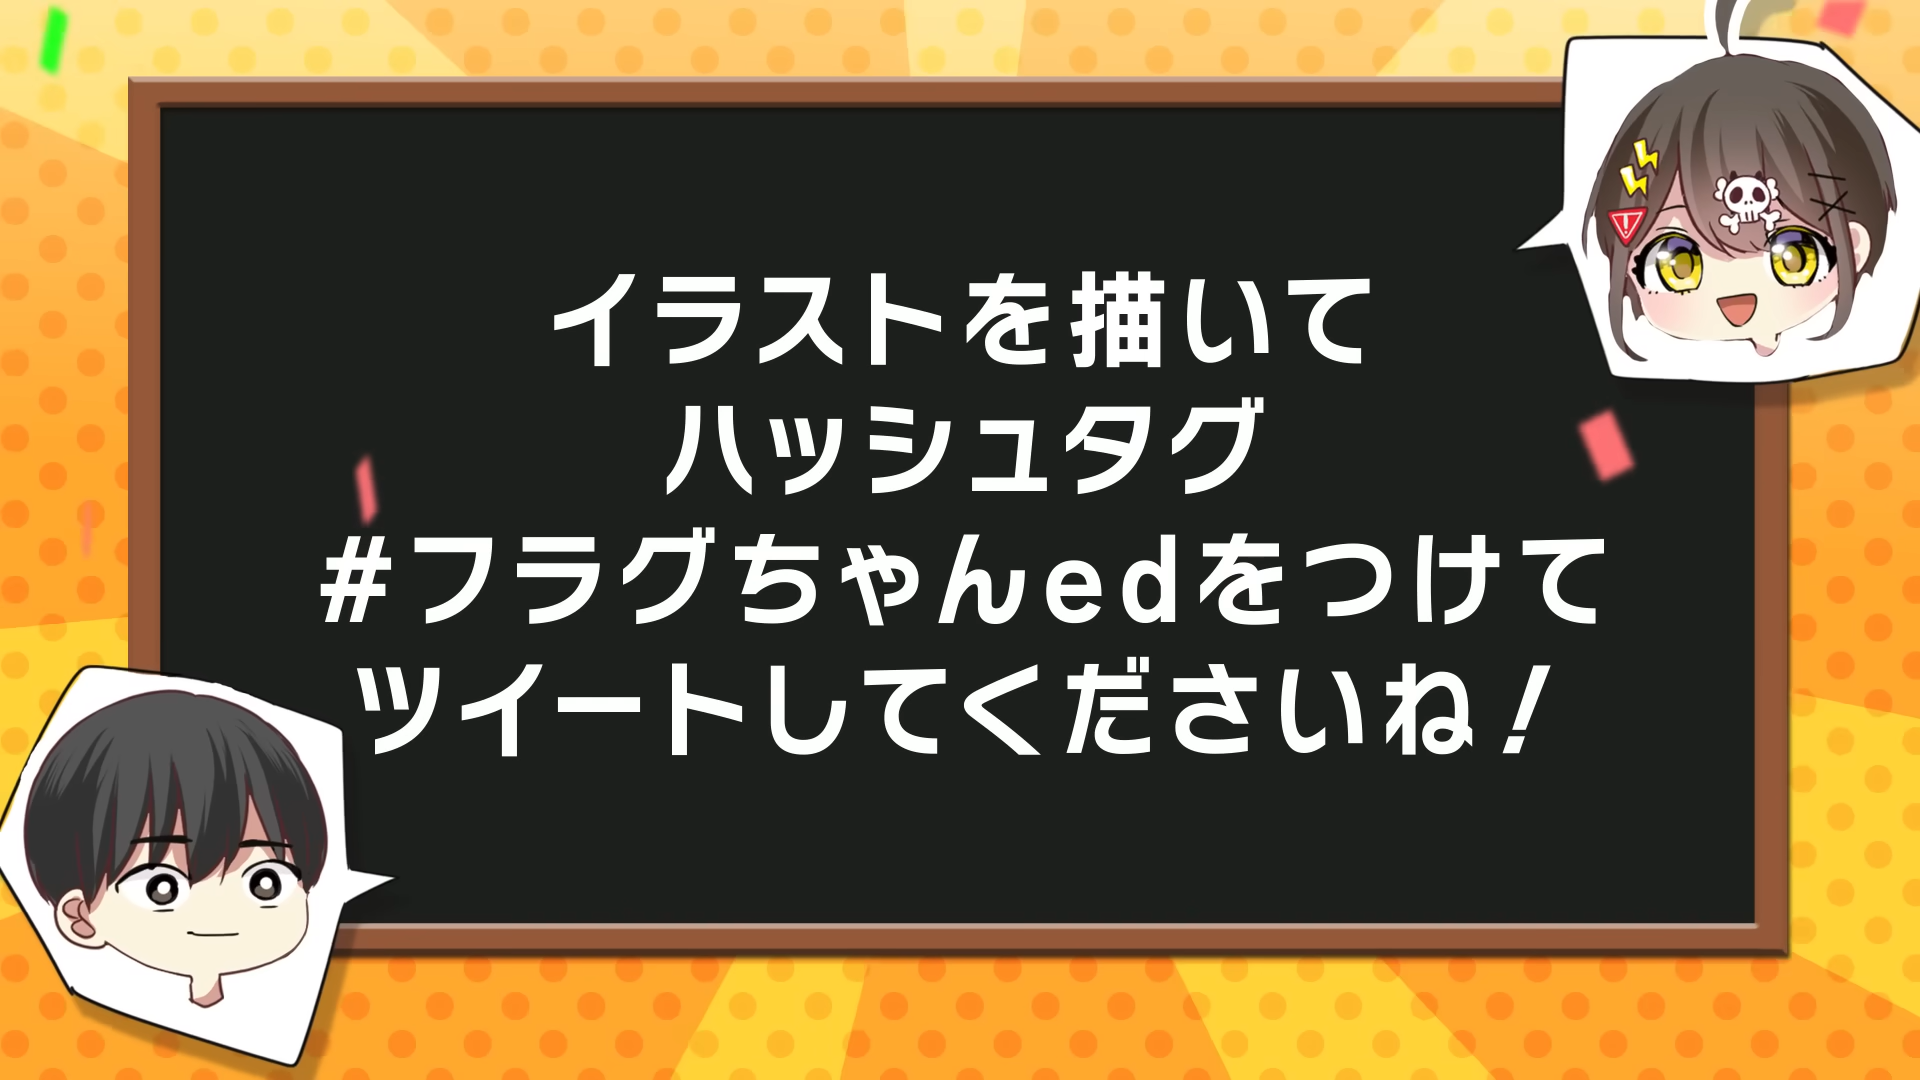 イラストを描いて
ハッシュタグ
#フラグちゃんedをつけて
ツイートしてくださいね！